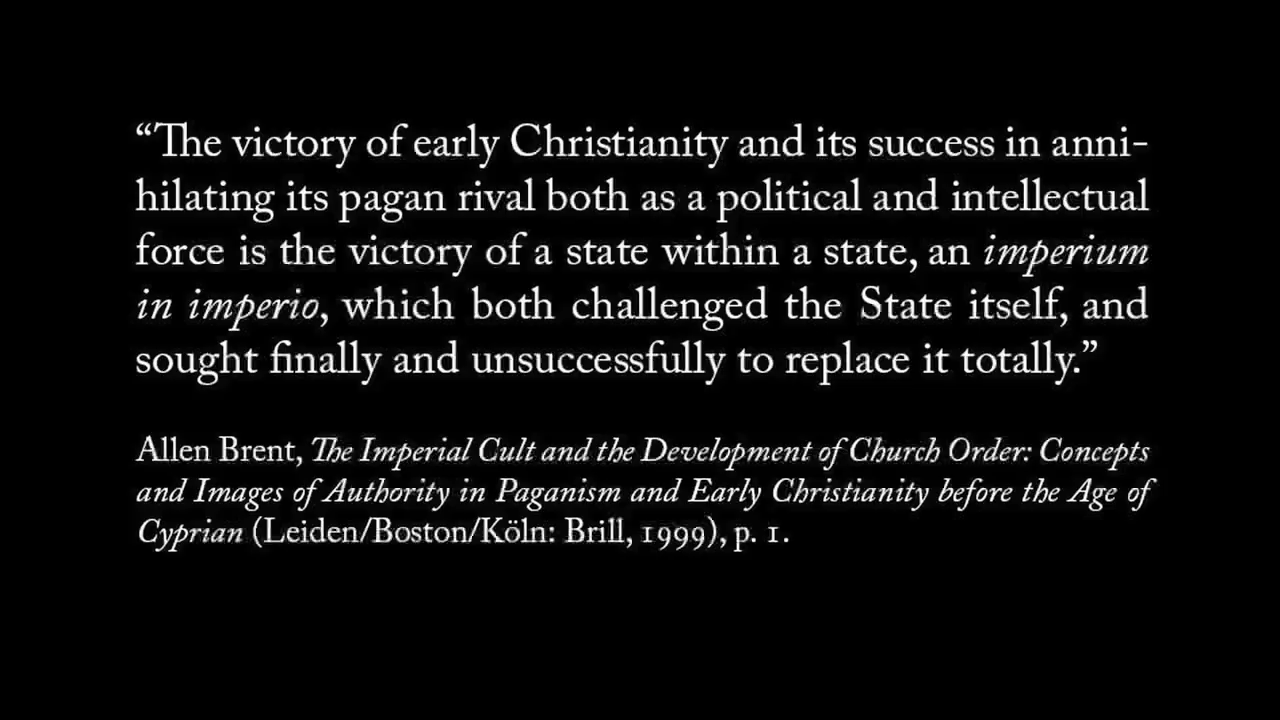 “The victory of early Christianity and its success in anni-
hilating its pagan rival both as a political and intellectual
force is the victory of a state within a state, an imperium
in imperio, which both challenged the State itself, and
sought finally and unsuccessfully to replace it totally.”
Allen Brent, The Imperial Cult and the Development of Church Order: Concepts
and Images of Authority in Paganism and Early Christianity before the Age of
Cyprian (Leiden/Boston/Köln: Brill, 1999), p. 1.